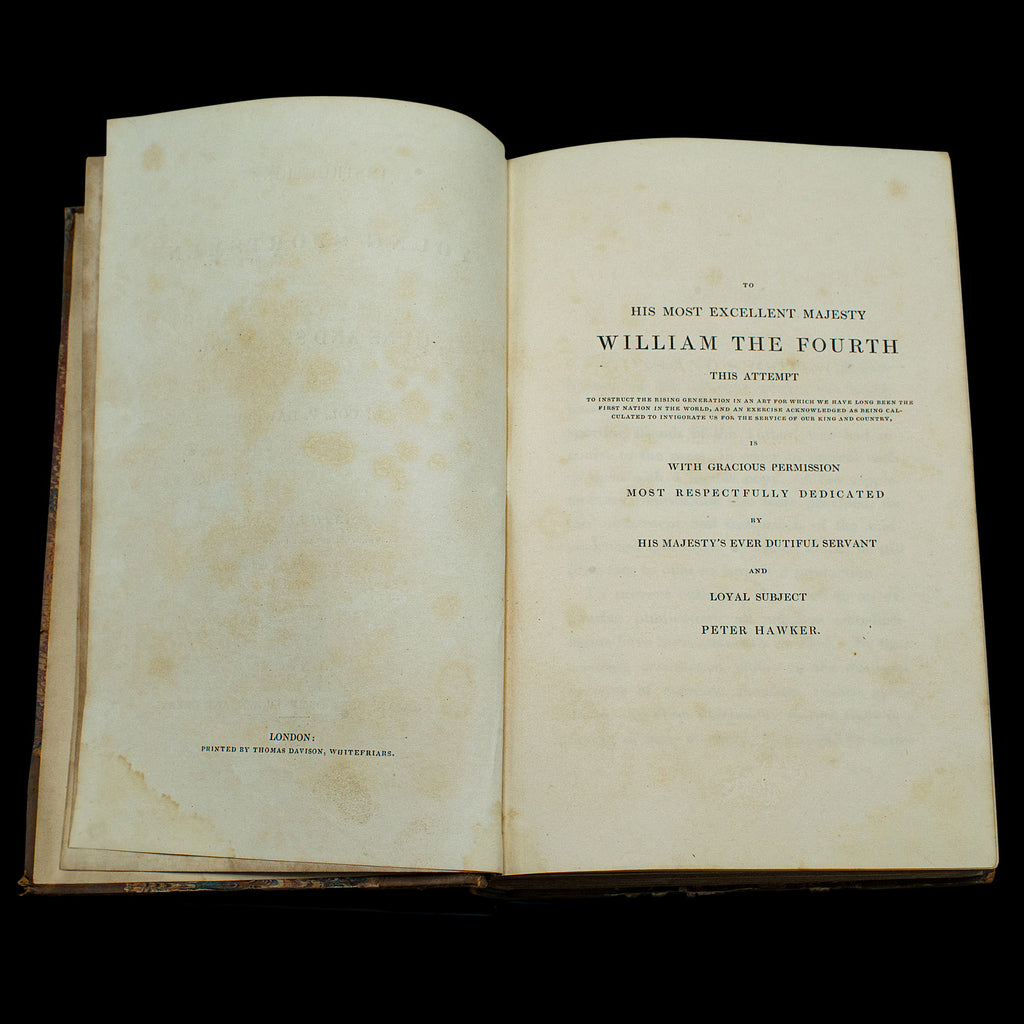 LONDON:
PRINTED BY THOMAS DAVISON, WHITEFRIARS.
TO
HIS MOST EXCELLENT MAJESTY
WILLIAM THE FOURTH
THIS ATTEMPT
TO INSTRUCT THE RISING GENERATION IN AN ART FOR WHICH WE HAVE LONG BEEN THE
FIRST NATION IN THE WORLD, AND AN EXERCISE ACKNOWLEDGED AS BEING CAL-
CULATED TO INVIGORATE US FOR THE SERVICE OF OUR KING AND COUNTRY,
IS
WITH GRACIOUS PERMISSION
MOST RESPECTFULLY DEDICATED
BY
HIS MAJESTY'S EVER DUTIFUL SERVANT
AND
LOYAL SUBJECT
PETER HAWKER.